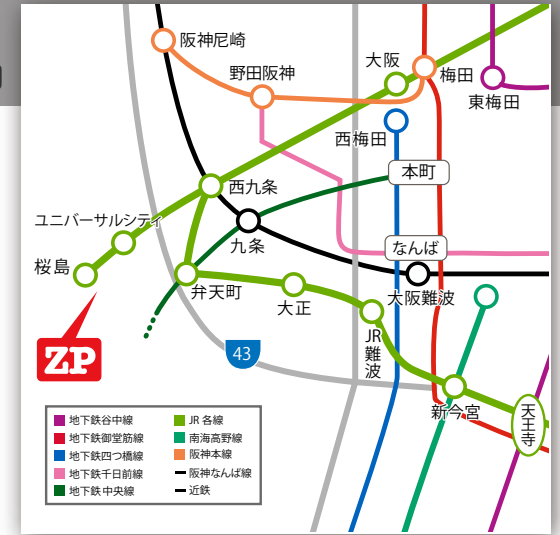 阪神尼崎
大阪
梅田
野田阪神
東梅田
西梅田
本町
西九条
ユニバーサルシティ
九条
なんば
桜島
弁天町
大阪難波
大正
JR
難
波
ZP
43
新今宮
天
王
寺
地下鉄谷中線
JR 各線
地下鉄御堂筋線
南海高野線
地下鉄四つ橋線
阪神本線
地下鉄千日前線
阪神なんば線
地下鉄中央線
近鉄